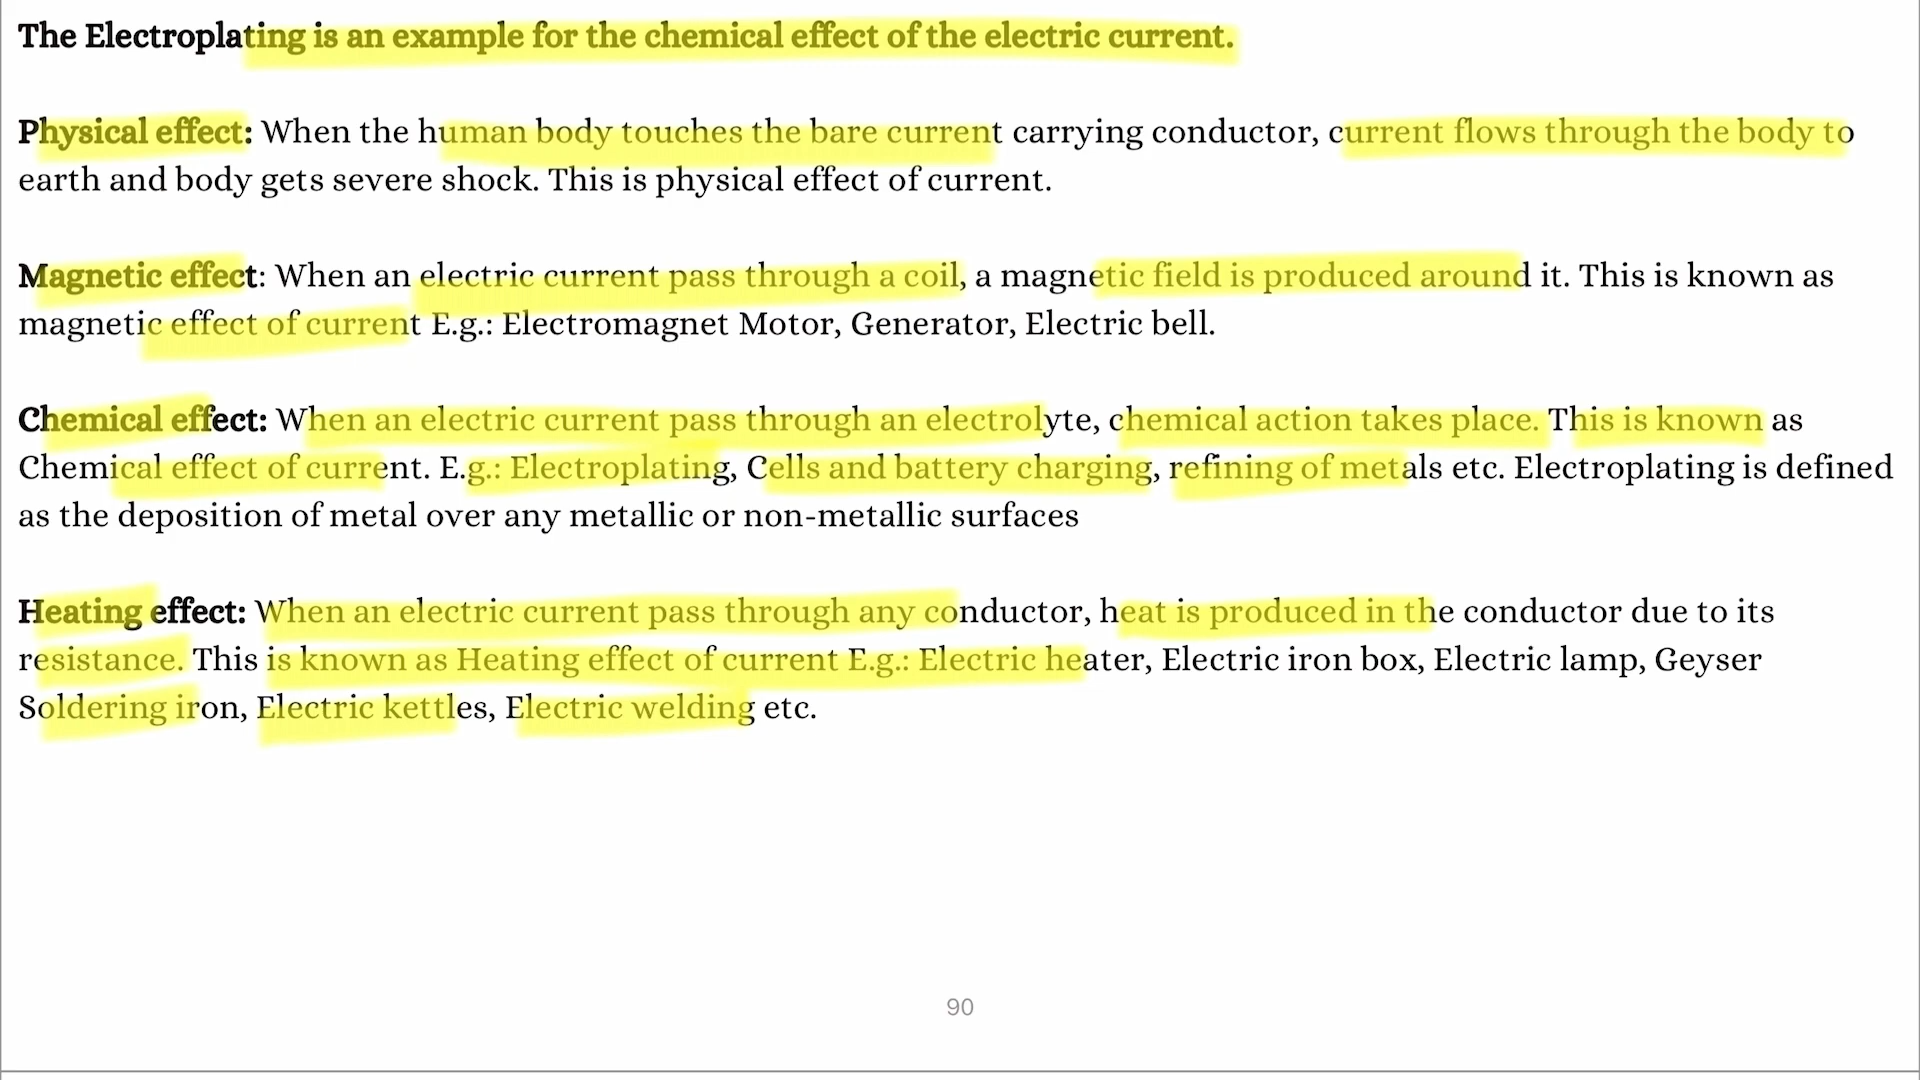 The Electroplating is an example for the chemical effect of the electric current.
Physical effect: When the human body touches the bare current carrying conductor, current flows through the body to
earth and body gets severe shock. This is physical effect of current.
Magnetic effect: When an electric current pass through a coil, a magnetic field is produced around it. This is known as
magnetic effect of current E.g.: Electromagnet Motor, Generator, Electric bell.
Chemical effect: When an electric current pass through an electrolyte, chemical action takes place. This is known as
Chemical effect of current. E.g.: Electroplating, Cells and battery charging, refining of metals etc. Electroplating is defined
as the deposition of metal over any metallic or non-metallic surfaces
Heating effect: When an electric current pass through any conductor, heat is produced in the conductor due to its
resistance. This is known as Heating effect of current E.g.: Electric heater, Electric iron box, Electric lamp, Geyser
Soldering iron, Electric kettles, Electric welding etc.
90